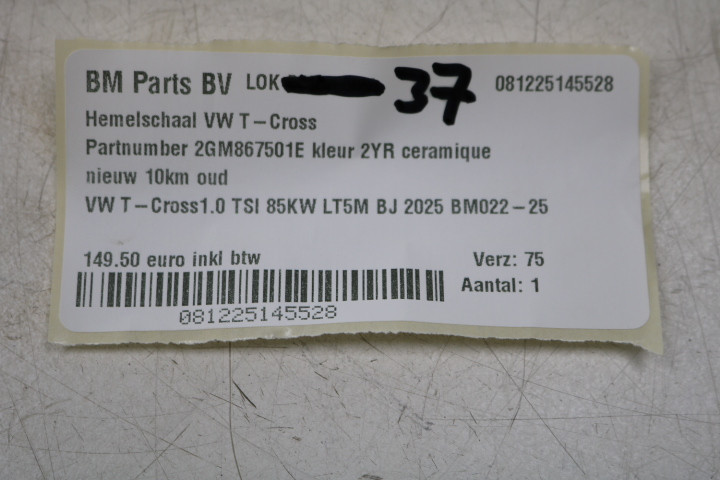 BM Parts BV LOK 37 081225145528
Hemelschaal VW T-Cross
Partnumber 2GM867501E kleur 2YR ceramique
nieuw 10km oud
VW T-Cross1.0 TSI 85KW LT5M BJ 2025 BM022-25
149.50 euro inkl btw Verz: 75
Aantal: 1
081225145528